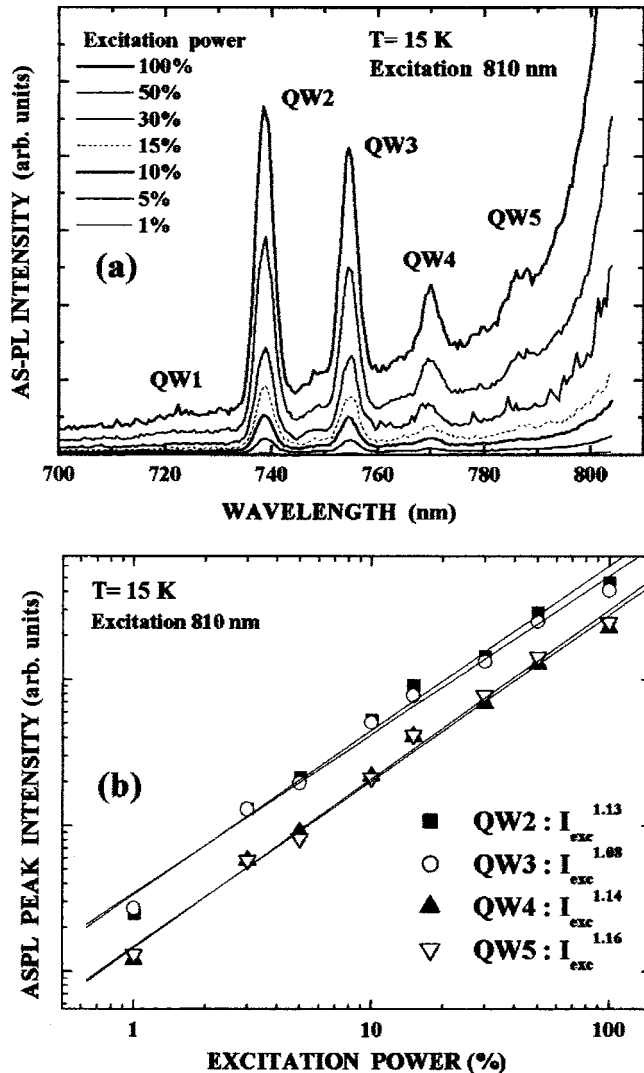 Excitation power
100%
50%
30%
15%
10%
5%
1%
T= 15 K
Excitation 810 nm
QW2
QW3
QW5
QW4
(a)
QW1
AS-PL INTENSITY (arb. units)
700 720 740 760 780 800
WAVELENGTH (nm)
T= 15 K
Excitation 810 nm
(b)
QW2 : I_exc^1.13
QW3 : I_exc^1.08
QW4 : I_exc^1.14
QW5 : I_exc^1.16
ASPL PEAK INTENSITY (arb. units)
1 10 100
EXCITATION POWER (%)